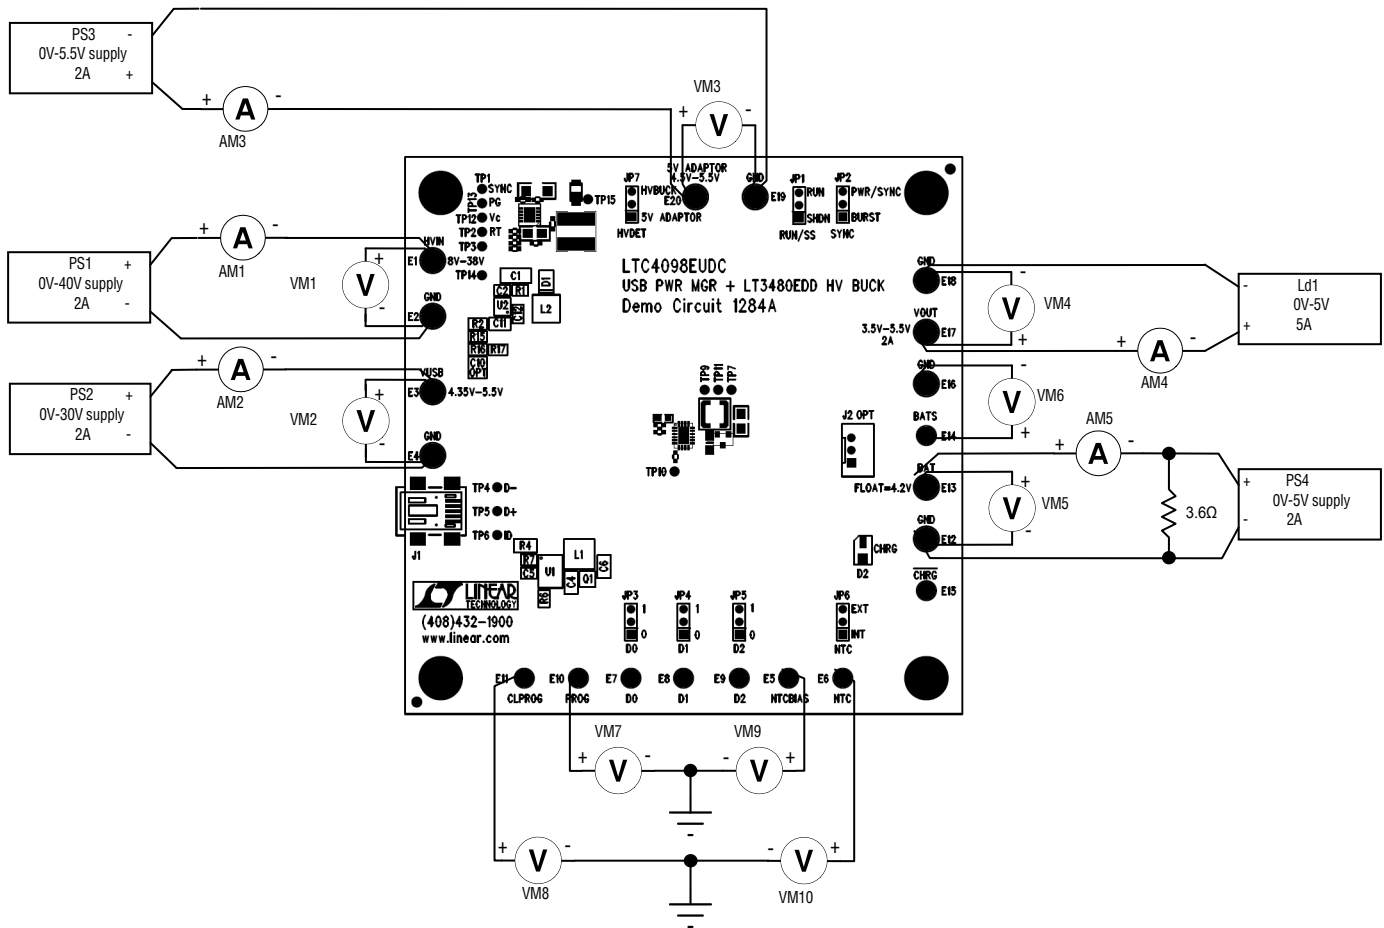 PS3 -
0V-5.5V supply
2A +
+ A -
AM3
VM3
+ V -
PS1 +
0V-40V supply
2A -
+ A -
AM1
VM1
+
V
-
PS2 +
0V-30V supply
2A -
+ A -
AM2
VM2
+
V
-
TP1
SYNC
TP13 PG
TP12 Vc
TP2 RT
TP3
TP14
TP15
JP7
HVBUCK
5V ADAPTOR
HVDET
5V ADAPTOR
4.5V-5.5V
E20
GND
E19
JP1
RUN
SHDN
RUN/SS
JP2
PWR/SYNC
BURST
SYNC
HVIN
E1 8V-38V
GND
E2
VUSB
E3 4.35V-5.5V
GND
E4
C1
C2 R1
D1
U2
C12
L2
R2 C11
R15
R16 R17
C10
OPT
LTC4098EUDC
USB PWR MGR + LT3480EDD HV BUCK
Demo Circuit 1284A
TP9
TP11
TP7
TP10
J2 OPT
GND
E18
VOUT
3.5V-5.5V
2A
E17
GND
E16
BATS
E14
BAT
FLOAT=4.2V E13
GND
E12
CHRG
E15
CHRG
D2
-
V VM4
+
Ld1
- 0V-5V
+ 5A
+ A -
AM4
-
V VM6
+
AM5
+ A -
+
V VM5
-
3.6Ω
PS4
+ 0V-5V supply
- 2A
J1
TP4 D-
TP5 D+
TP6 ID
R4
R7
C5
U1
L1
C4
Q1
C6
R6
LINEAR
TECHNOLOGY
(408)432-1900
www.linear.com
JP3
1
0
D0
JP4
1
0
D1
JP5
1
0
D2
JP6
EXT
INT
NTC
E11
CLPROG
E10
PROG
E7
D0
E8
D1
E9
D2
E5
NTCBIAS
E6
NTC
VM7
+ V -
VM9
- V +
-
+ V -
VM8
- V +
VM10
-